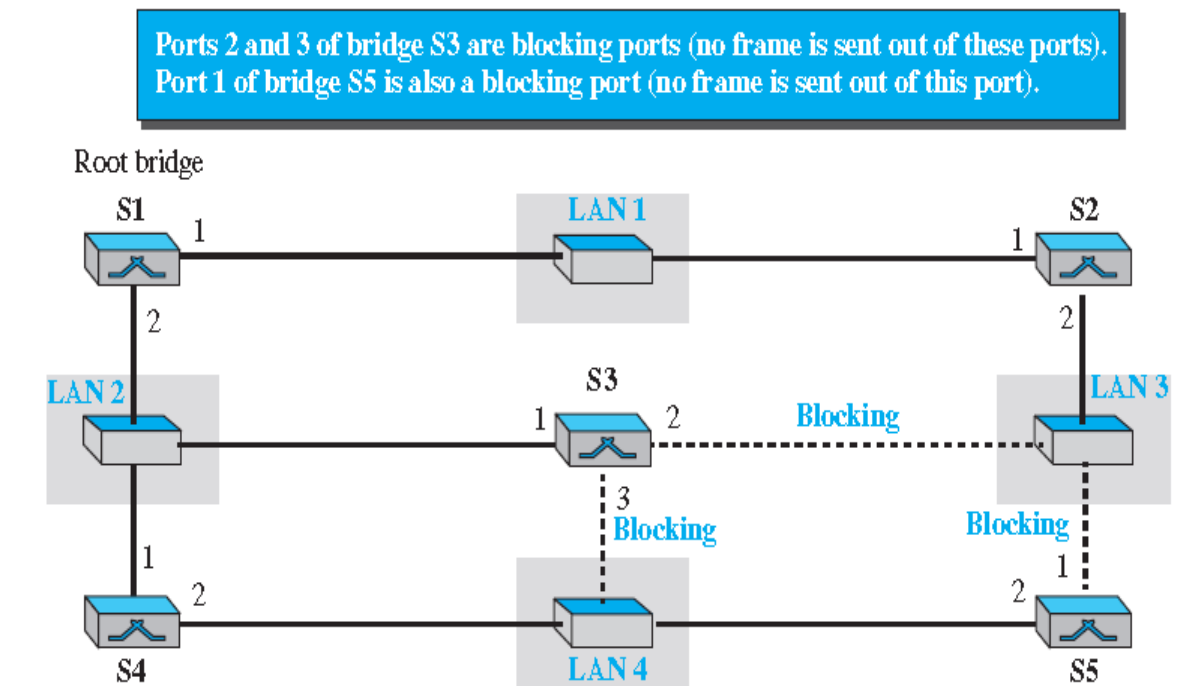 Ports 2 and 3 of bridge S3 are blocking ports (no frame is sent out of these ports).
Port 1 of bridge S5 is also a blocking port (no frame is sent out of this port).
Root bridge
S1
LAN 1
S2
1
1
2
2
LAN 2
S3
LAN 3
1
2
Blocking
3
Blocking
Blocking
1
1
2
2
S4
LAN 4
S5